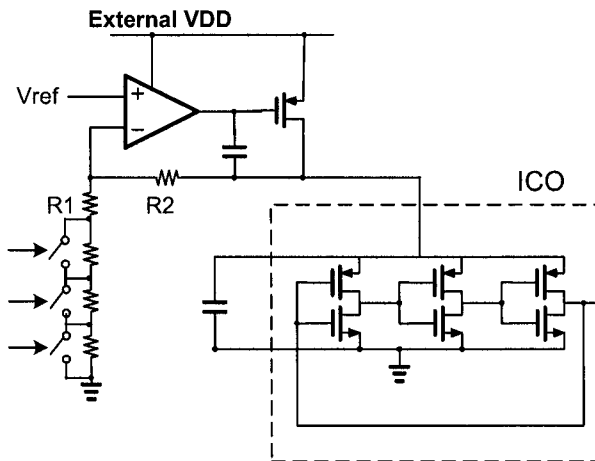 External VDD
Vref
+
−
R1
R2
ICO